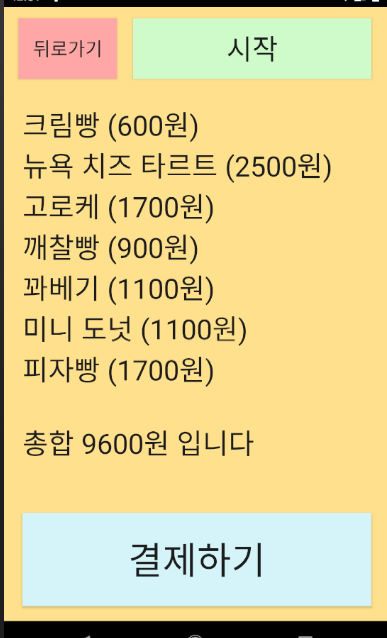 뒤로가기
시작
크림빵 (600원)
뉴욕 치즈 타르트 (2500원)
고로케 (1700원)
깨찰빵 (900원)
꽈베기 (1100원)
미니 도넛 (1100원)
피자빵 (1700원)
총합 9600원 입니다
결제하기